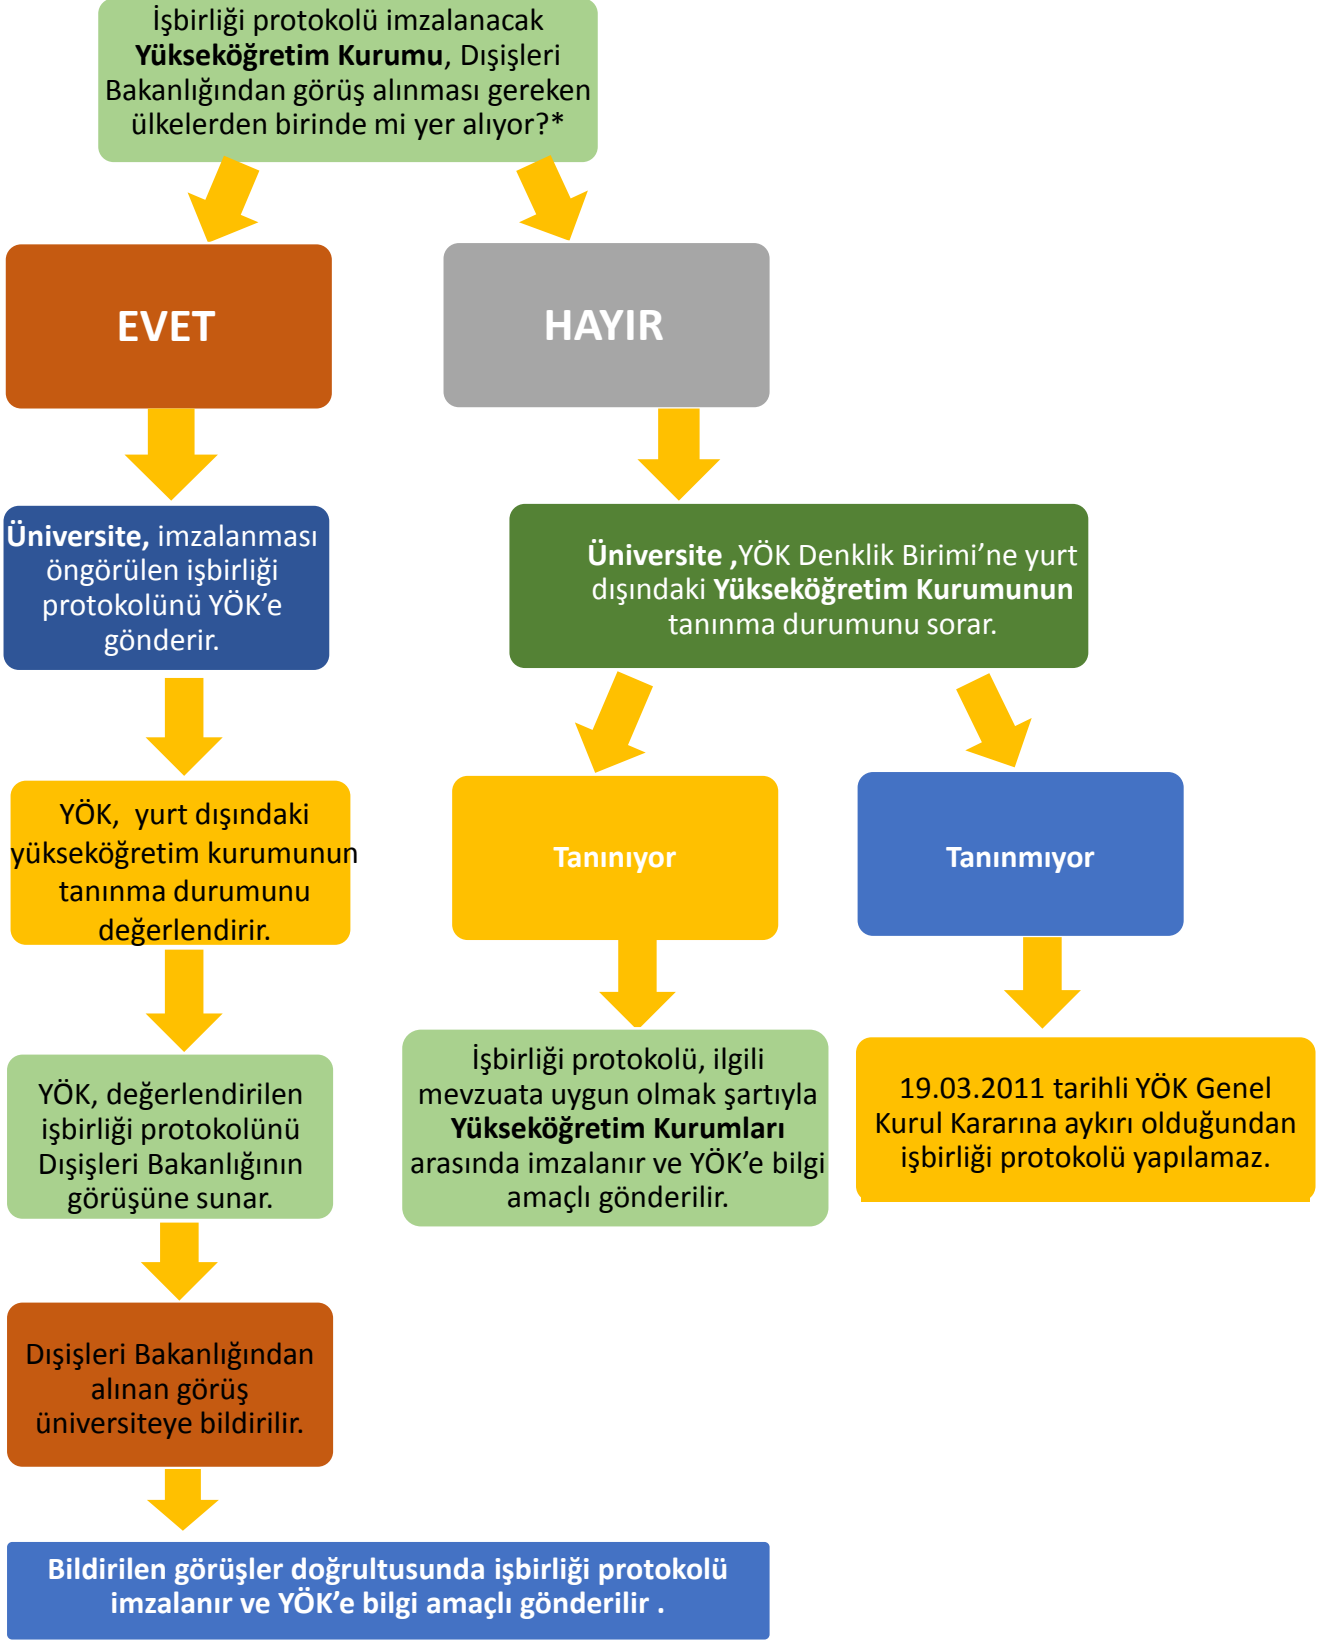 İşbirliği protokolü imzalanacak
Yükseköğretim Kurumu, Dışişleri
Bakanlığından görüş alınması gereken
ülkelerden birinde mi yer alıyor?*
EVET
HAYIR
Üniversite, imzalanması
öngörülen işbirliği
protokolünü YÖK’e
gönderir.
Üniversite ,YÖK Denklik Birimi’ne yurt
dışındaki Yükseköğretim Kurumunun
tanınma durumunu sorar.
YÖK, yurt dışındaki
yükseköğretim kurumunun
tanınma durumunu
değerlendirir.
Tanınıyor
Tanınmıyor
YÖK, değerlendirilen
işbirliği protokolünü
Dışişleri Bakanlığının
görüşüne sunar.
İşbirliği protokolü, ilgili
mevzuata uygun olmak şartıyla
Yükseköğretim Kurumları
arasında imzalanır ve YÖK’e bilgi
amaçlı gönderilir.
19.03.2011 tarihli YÖK Genel
Kurul Kararına aykırı olduğundan
işbirliği protokolü yapılamaz.
Dışişleri Bakanlığından
alınan görüş
üniversiteye bildirilir.
Bildirilen görüşler doğrultusunda işbirliği protokolü
imzalanır ve YÖK’e bilgi amaçlı gönderilir .